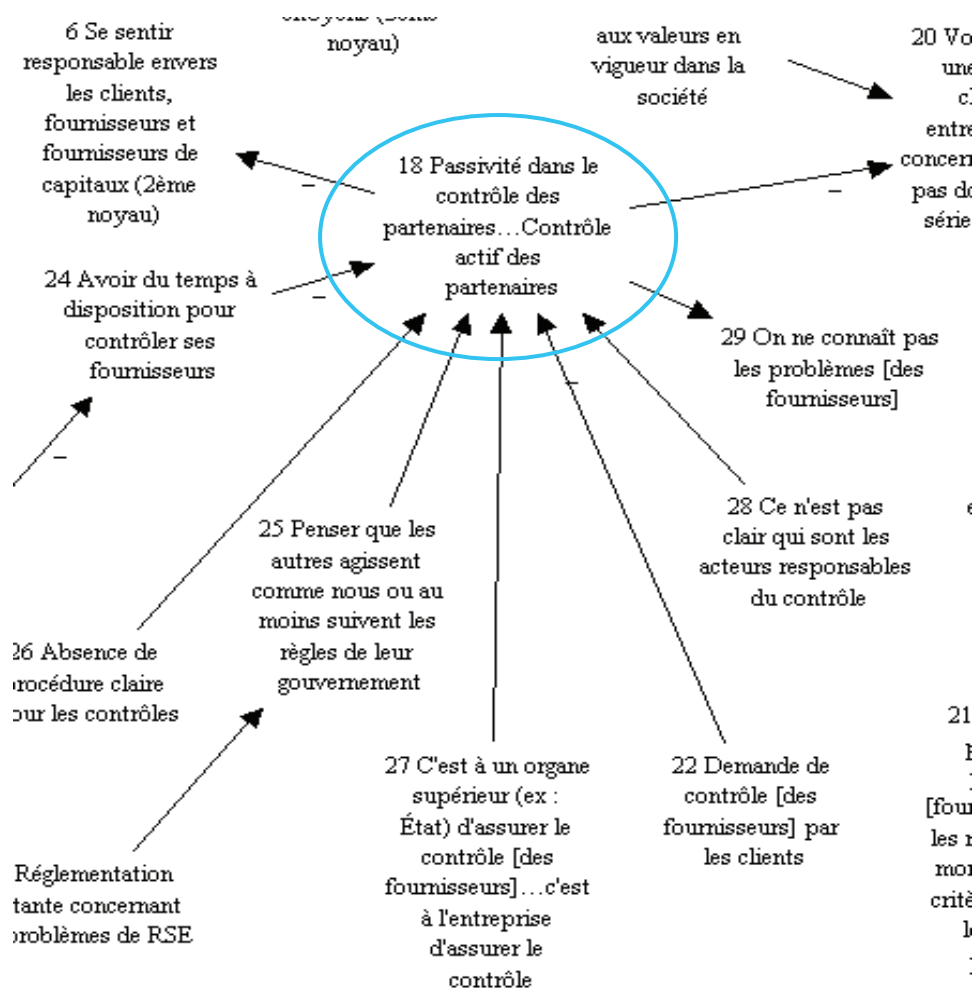 6 Se sentir
responsable envers
les clients,
fournisseurs et
fournisseurs de
capitaux (2ème
noyau)
noyau)
aux valeurs en
vigueur dans la
société
20
18 Passivité dans le
contrôle des
partenaires…Contrôle
actif des
partenaires
–
–
24 Avoir du temps à
disposition pour
contrôler ses
fournisseurs
–
–
29 On ne connaît pas
les problèmes [des
fournisseurs]
–
28 Ce n'est pas
clair qui sont les
acteurs responsables
du contrôle
25 Penser que les
autres agissent
comme nous ou au
moins suivent les
règles de leur
gouvernement
26 Absence de
procédure claire
pour les contrôles
27 C'est à un organe
supérieur (ex :
État) d'assurer le
contrôle [des
fournisseurs]…c'est
à l'entreprise
d'assurer le
contrôle
22 Demande de
contrôle [des
fournisseurs] par
les clients
21
Réglementation
concernant
problèmes de RSE